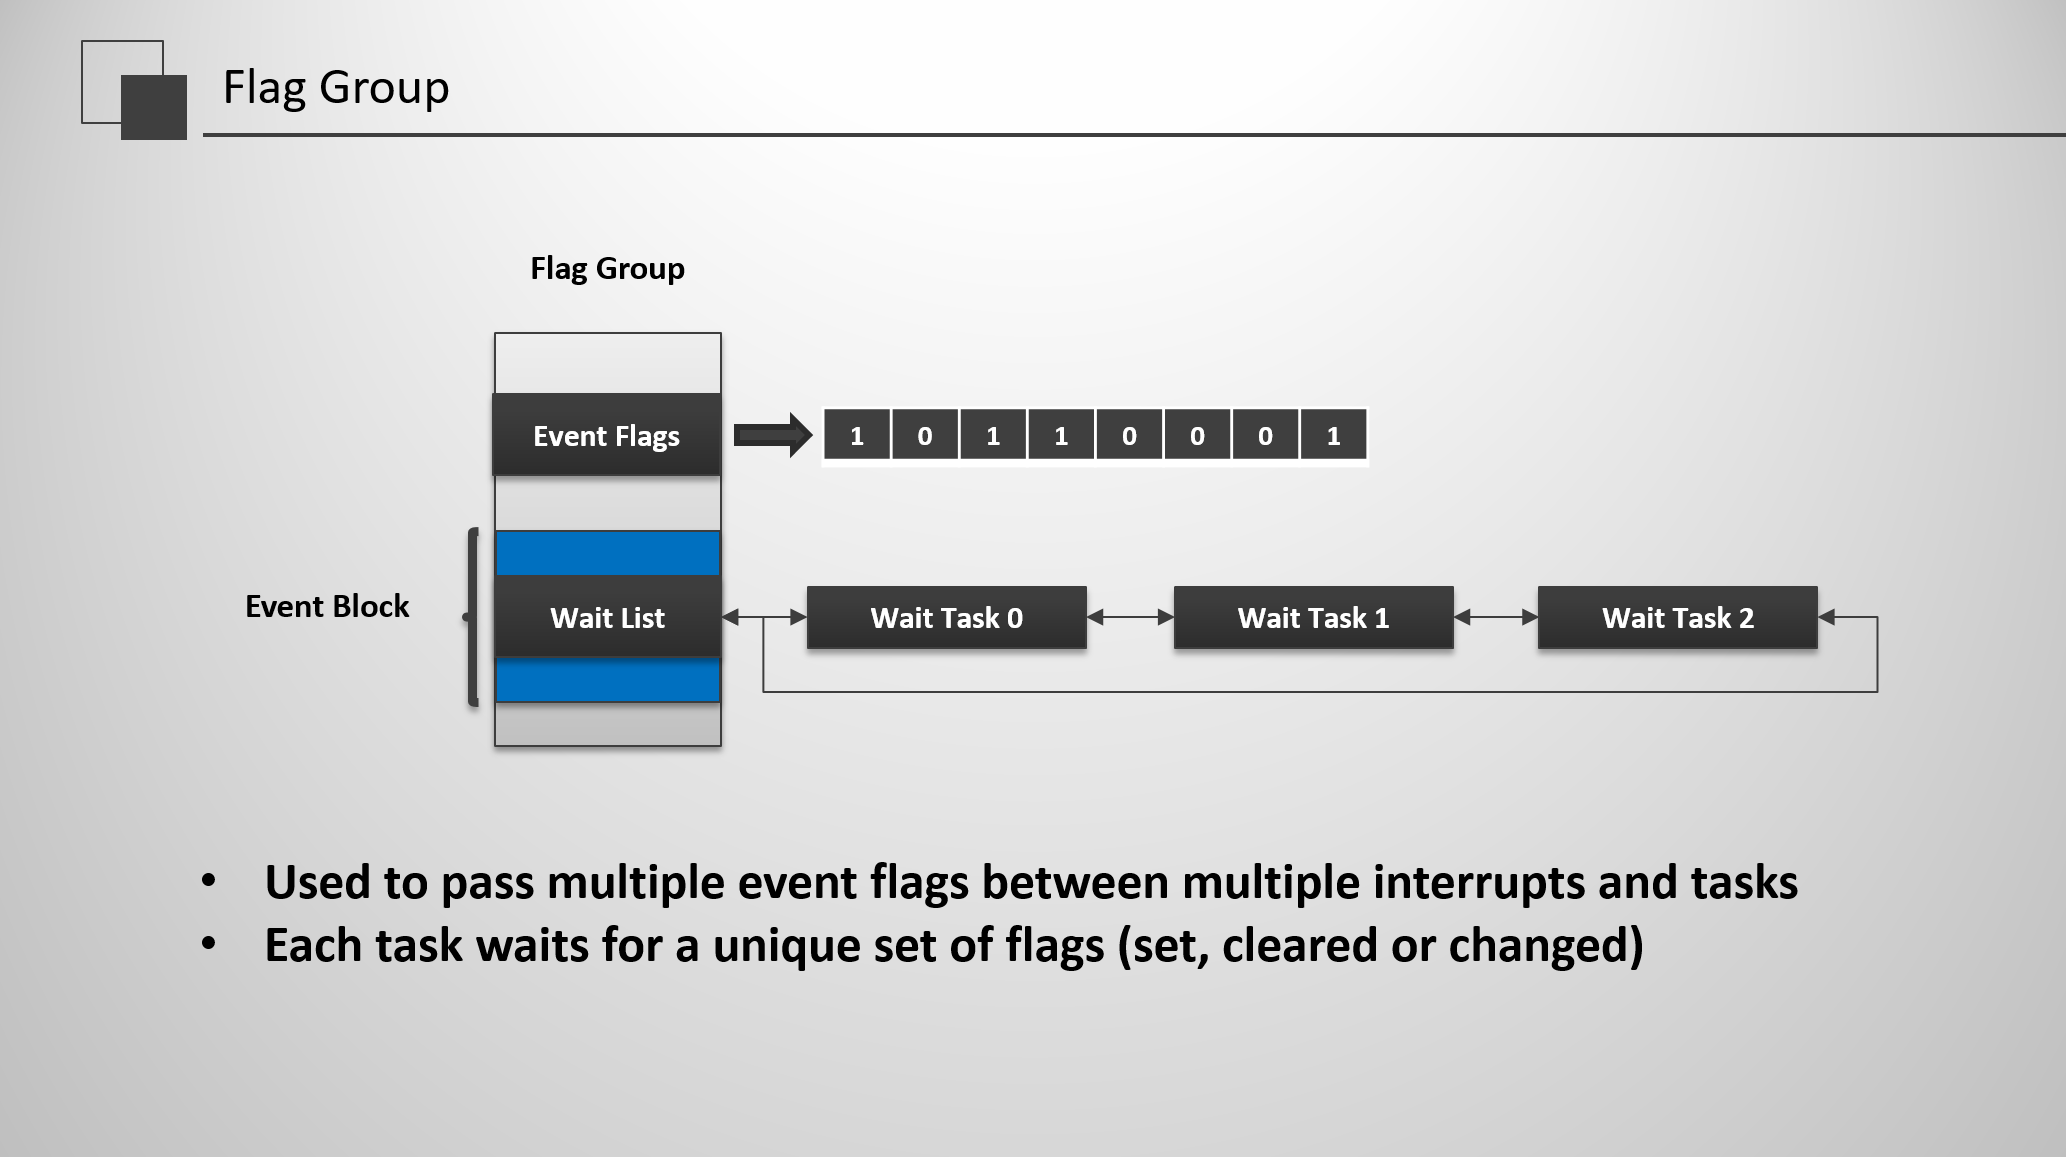 Flag Group
Flag Group
Event Flags
1 0 1 1 0 0 0 1
Event Block
Wait List
Wait Task 0
Wait Task 1
Wait Task 2
• Used to pass multiple event flags between multiple interrupts and tasks
• Each task waits for a unique set of flags (set, cleared or changed)